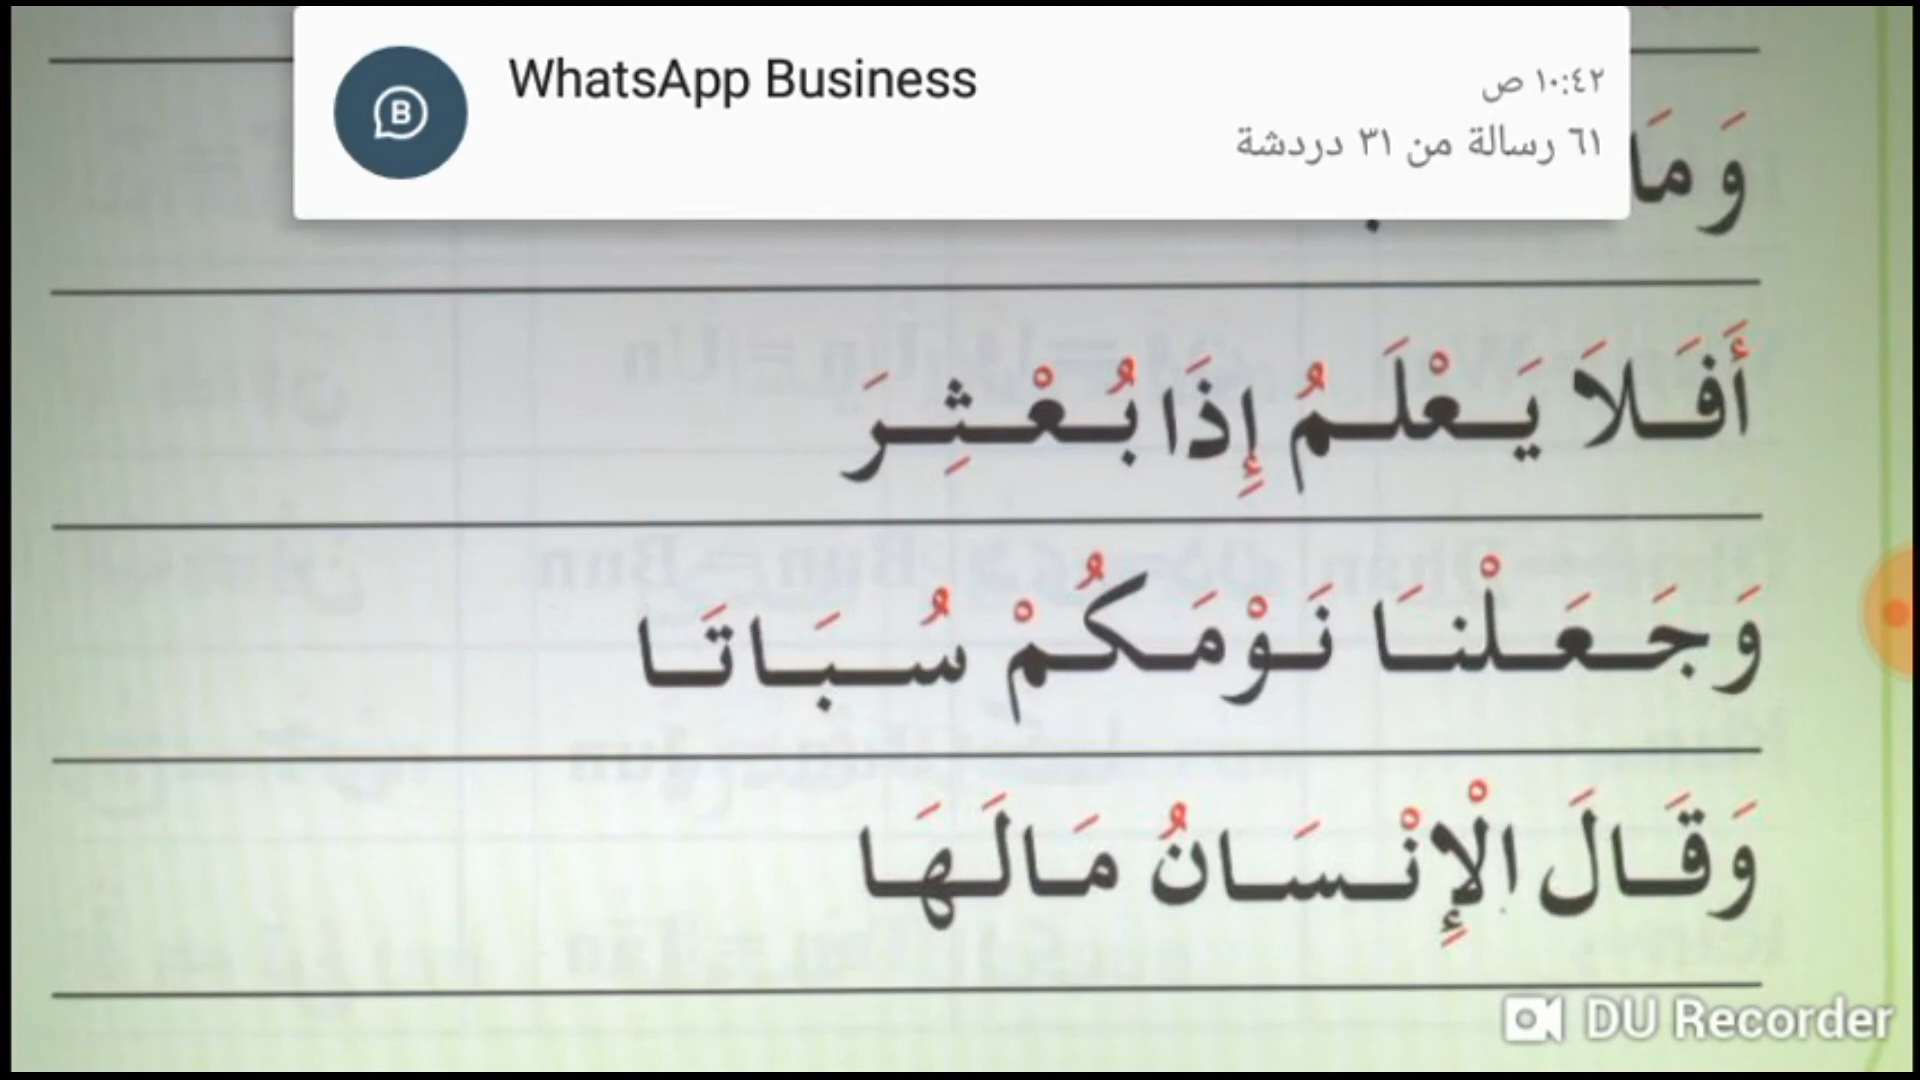 WhatsApp Business
١٠:٤٢ ص
٦١ رسالة من ٣١ دردشة
وَمَا
أَفَلَا يَعْلَمُ إِذَا بُعْثِرَ
وَجَعَلْنَا نَوْمَكُمْ سُبَاتَا
وَقَالَ الْإِنْسَانُ مَالَهَا
DU Recorder